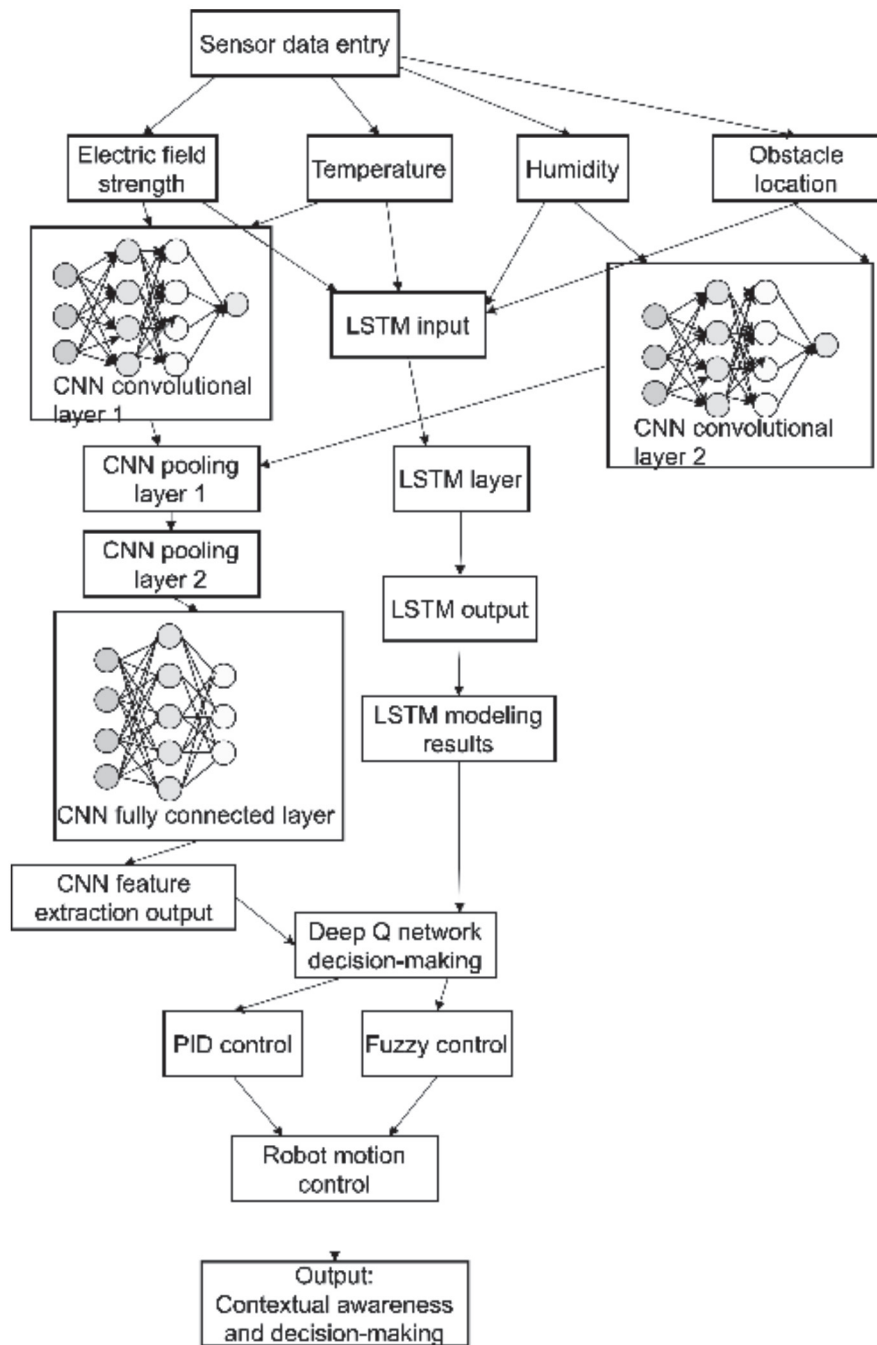 Sensor data entry
Electric field
strength
Temperature
Humidity
Obstacle
location
LSTM input
CNN convolutional
layer 1
CNN convolutional
layer 2
CNN pooling
layer 1
LSTM layer
CNN pooling
layer 2
LSTM output
LSTM modeling
results
CNN fully connected layer
CNN feature
extraction output
Deep Q network
decision-making
PID control
Fuzzy control
Robot motion
control
Output:
Contextual awareness
and decision-making